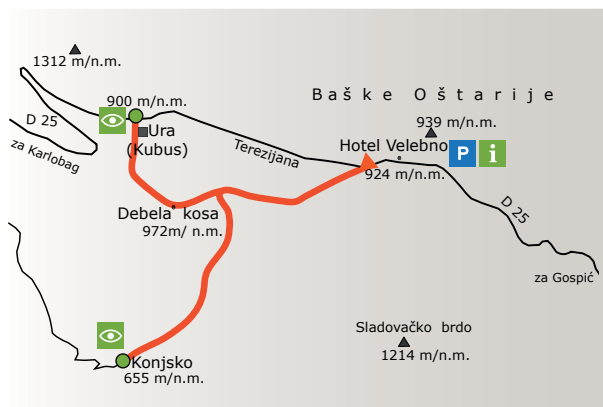 1312 m/n.m.
900 m/n.m.
D 25
za Karlobag
Ura
(Kubus)
Terezijana
Baške Oštarije
939 m/n.m.
Hotel Velebno
P i
924 m/n.m.
D 25
za Gospić
Debela kosa
972m/ n.m.
Sladovačko brdo
1214 m/n.m.
Konjsko
655 m/n.m.